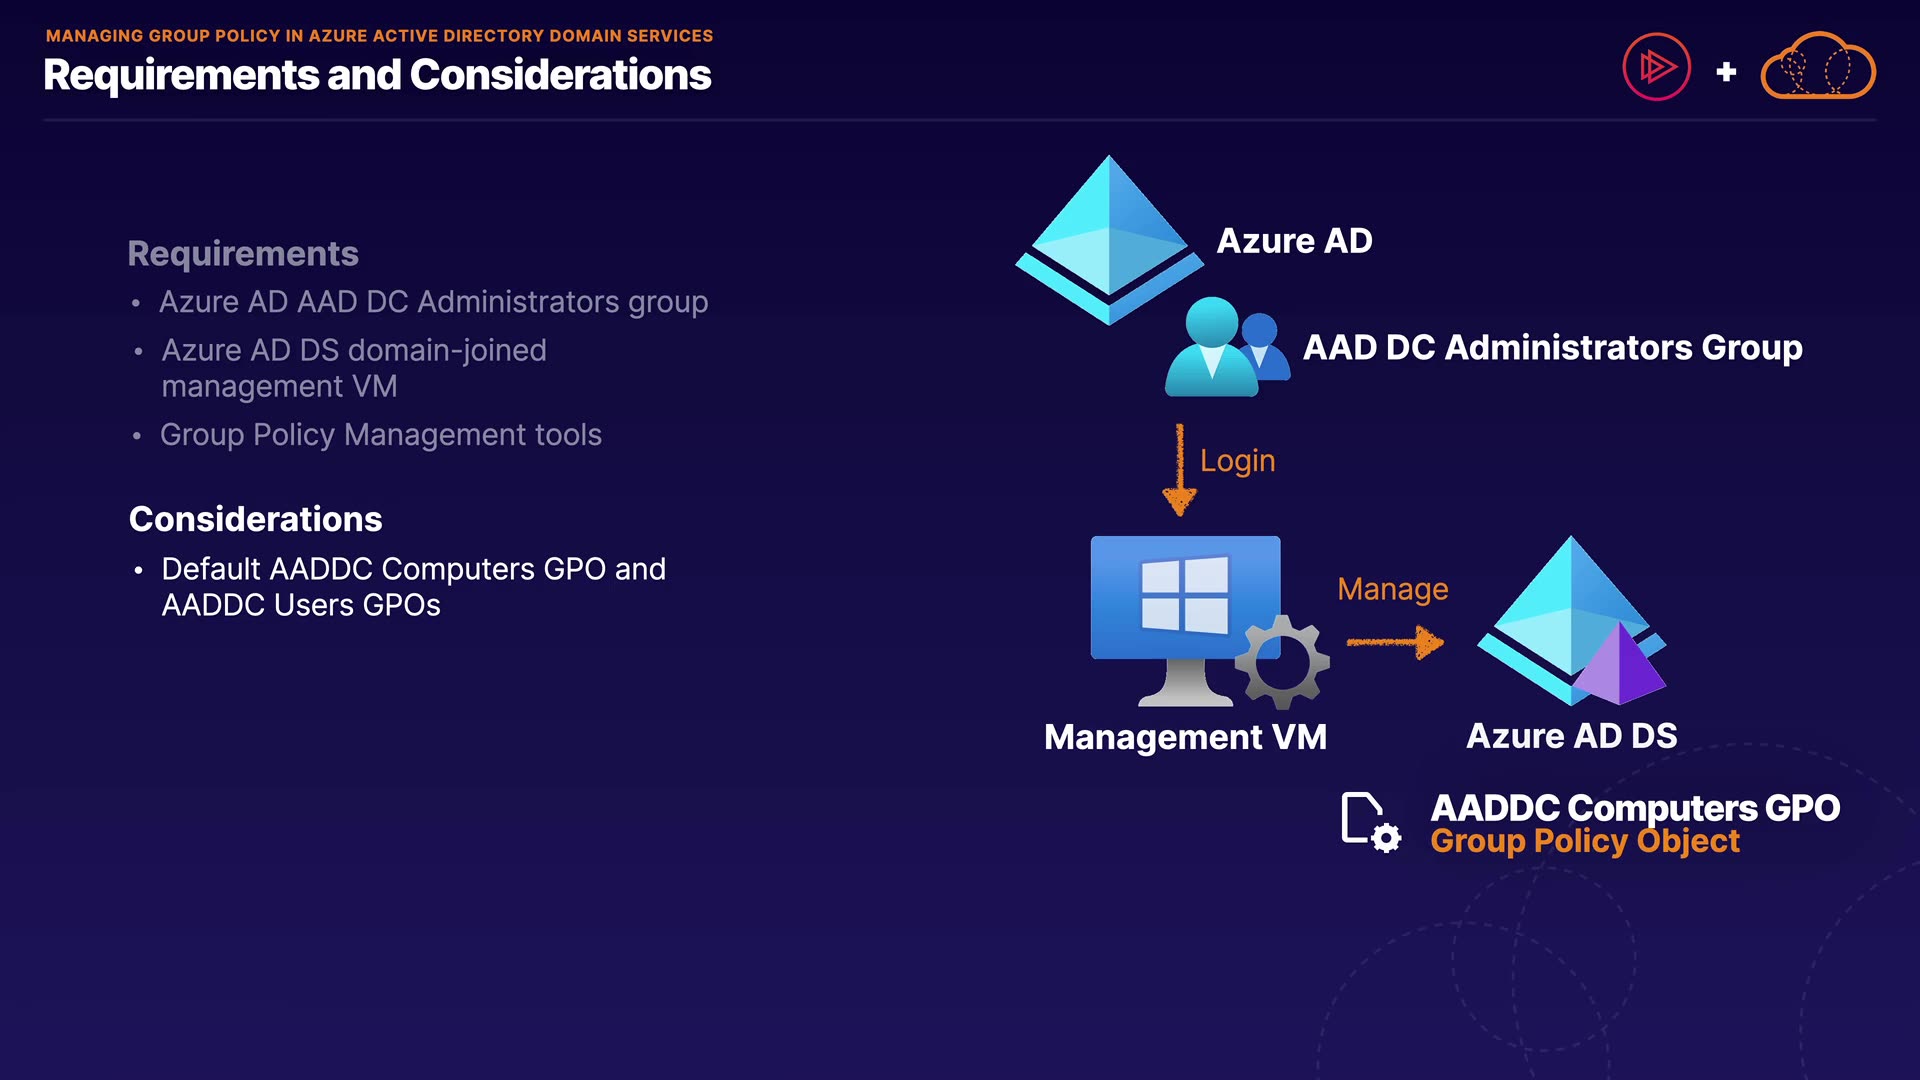 MANAGING GROUP POLICY IN AZURE ACTIVE DIRECTORY DOMAIN SERVICES
Requirements and Considerations
Requirements
• Azure AD AAD DC Administrators group
• Azure AD DS domain-joined
management VM
• Group Policy Management tools
Considerations
• Default AADDC Computers GPO and
AADDC Users GPOs
Azure AD
AAD DC Administrators Group
Login
Manage
Management VM
Azure AD DS
AADDC Computers GPO
Group Policy Object